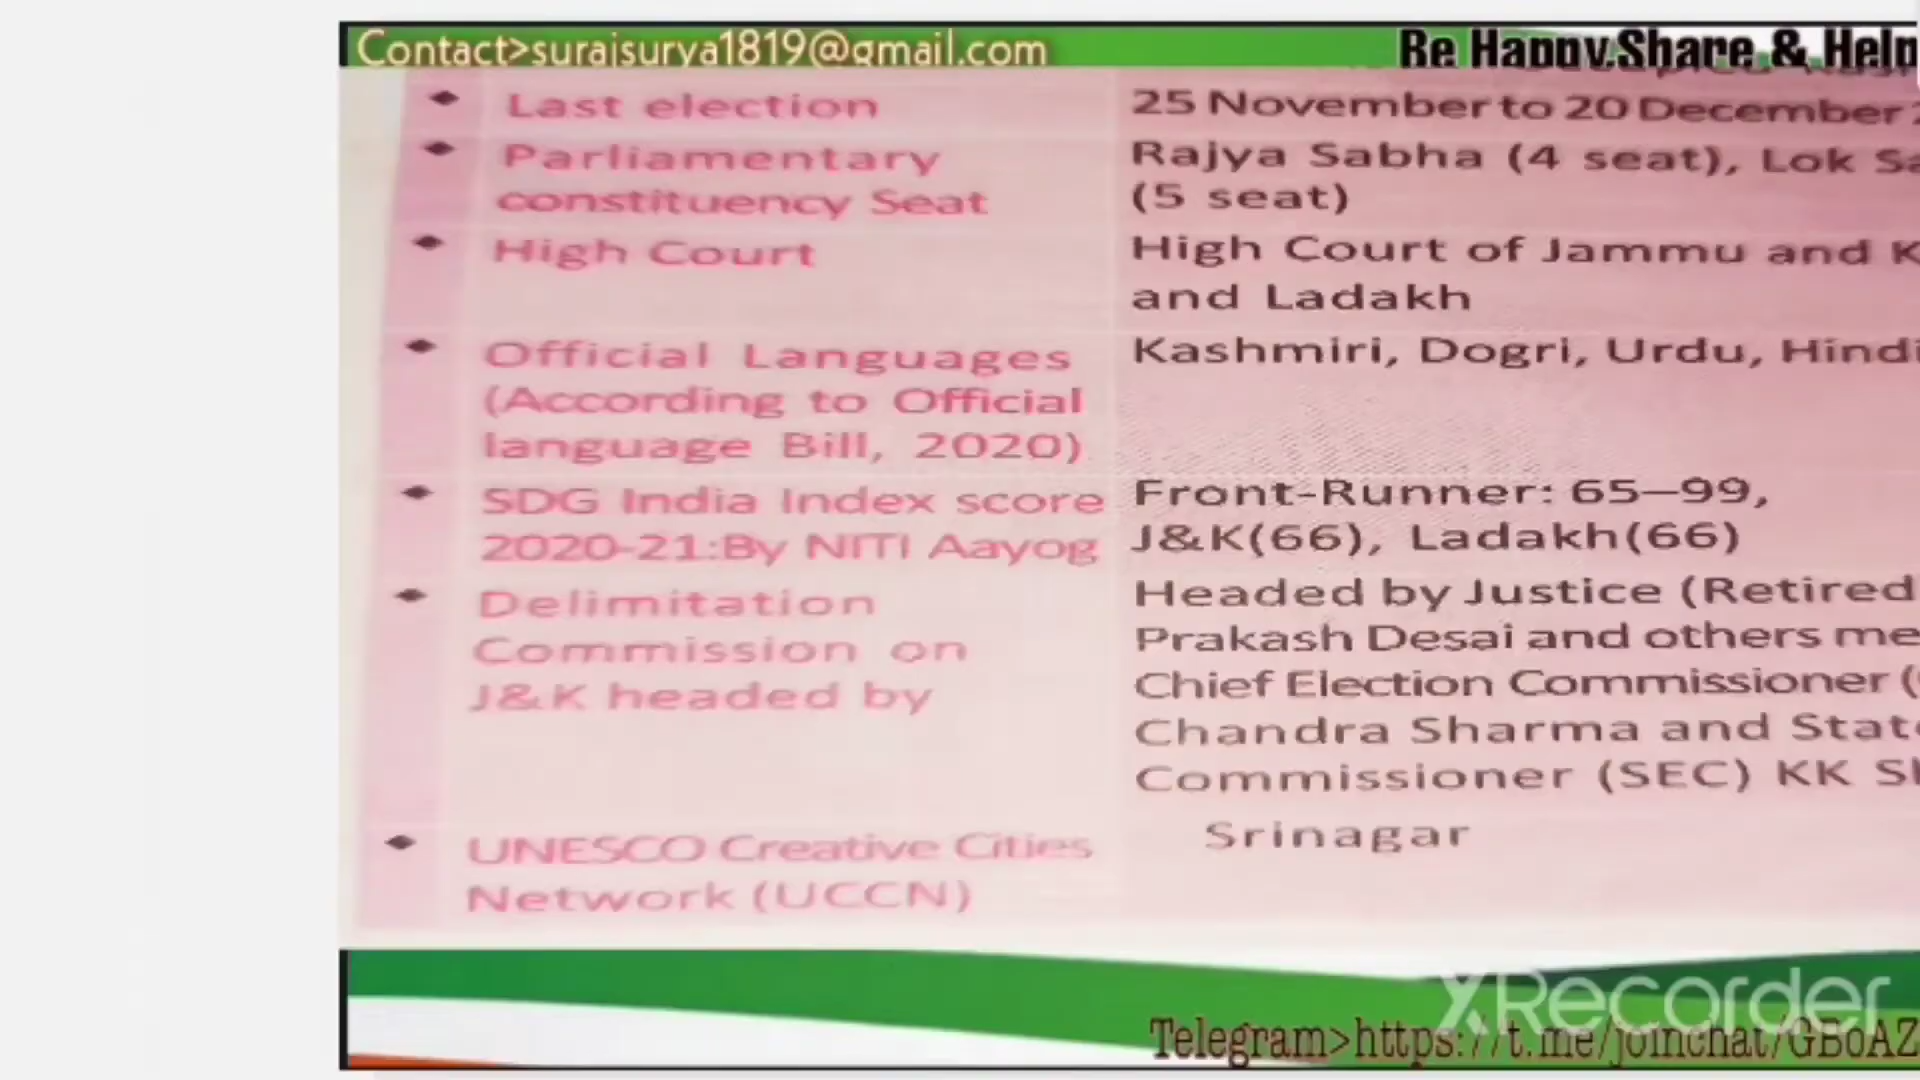 Contact>surajsurya1819@gmail.com
Be Happy.Share & Help
Last election
25 November to 20 December
Parliamentary
constituency Seat
Rajya Sabha (4 seat), Lok Sa
(5 seat)
High Court
High Court of Jammu and K
and Ladakh
Official Languages
(According to Official
language Bill, 2020)
Kashmiri, Dogri, Urdu, Hindi
SDG India Index score
2020-21:By NITI Aayog
Front-Runner: 65–99,
J&K(66), Ladakh(66)
Delimitation
Commission on
J&K headed by
Headed by Justice (Retired
Prakash Desai and others me
Chief Election Commissioner (
Chandra Sharma and Stat
Commissioner (SEC) KK S
UNESCO Creative Cities
Network (UCCN)
Srinagar
XRecorder
Telegram>https://t.me/joinchat/GBoAZ